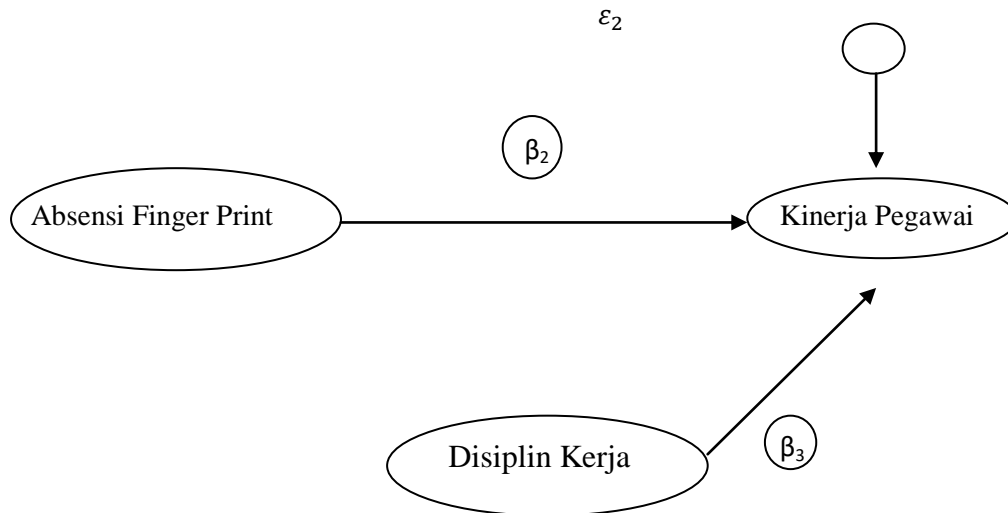 ε₂
β₂
Absensi Finger Print
Kinerja Pegawai
Disiplin Kerja
β₃